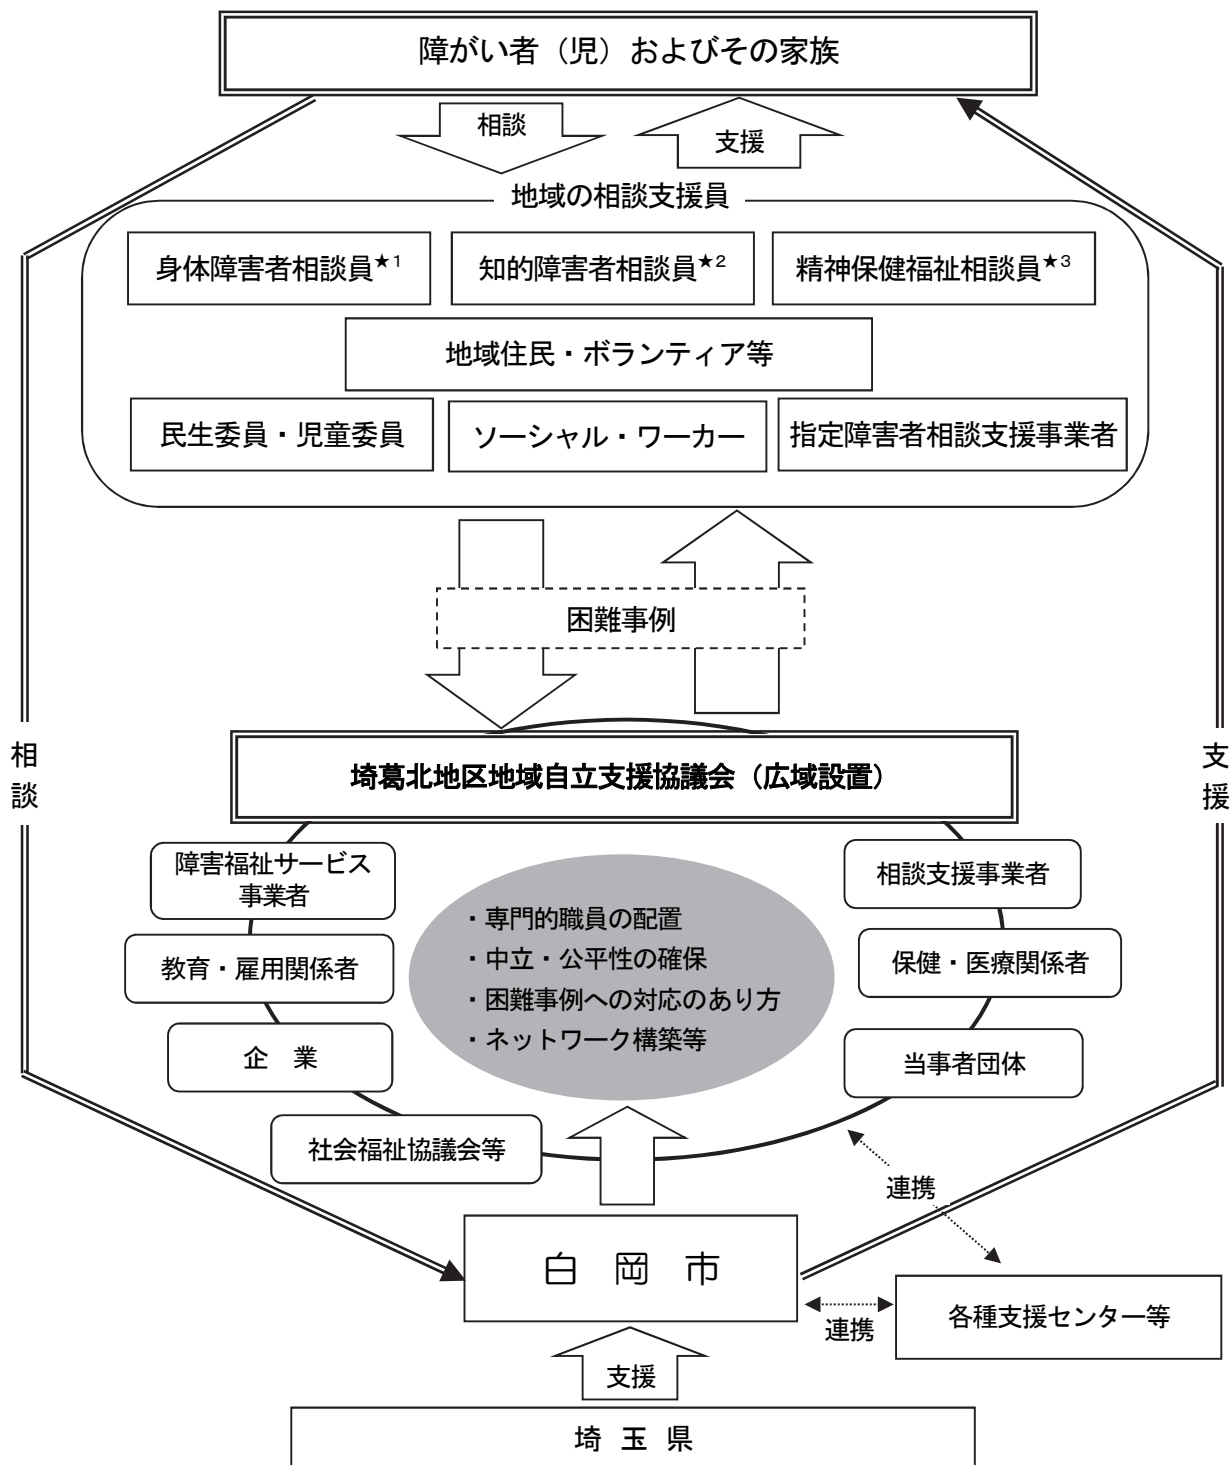 障がい者（児）およびその家族
相談
支援
地域の相談支援員
身体障害者相談員★1
知的障害者相談員★2
精神保健福祉相談員★3
地域住民・ボランティア等
民生委員・児童委員
ソーシャル・ワーカー
指定障害者相談支援事業者
困難事例
相談
支援
埼葛北地区地域自立支援協議会（広域設置）
障害福祉サービス
事業者
教育・雇用関係者
企　業
社会福祉協議会等
・専門的職員の配置
・中立・公平性の確保
・困難事例への対応のあり方
・ネットワーク構築等
相談支援事業者
保健・医療関係者
当事者団体
連携
白　岡　市
連携
各種支援センター等
支援
埼 玉 県